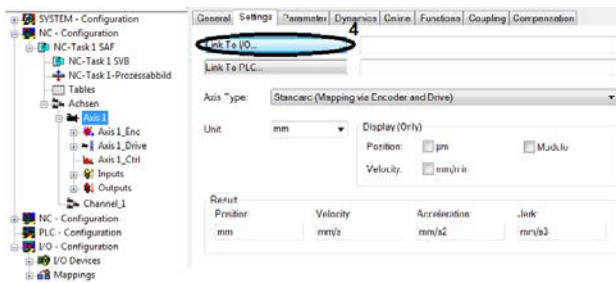 SYSTEM - Configuration
NC - Configuration
NC-Task 1 SAF
NC-Task 1 SVB
NC-Task 1-Prozessabbild
Tables
Achsen
Axis 1
Axis 1_Enc
Axis 1_Drive
Axis 1_Ctrl
Inputs
Outputs
Channel_1
NC - Configuration
PLC - Configuration
I/O - Configuration
I/O Devices
Mappings
General Settings Parameter Dynamics Online Functions Coupling Compensation
4
Link To I/O...
Link To PLC...
Axis Type: Standard (Mapping via Encoder and Drive)
Unit: mm
Display (Only)
Position: µm Modulo
Velocity: mm/min
Result
Position: Velocity: Acceleration: Jerk:
mm mm/s mm/s2 mm/s3